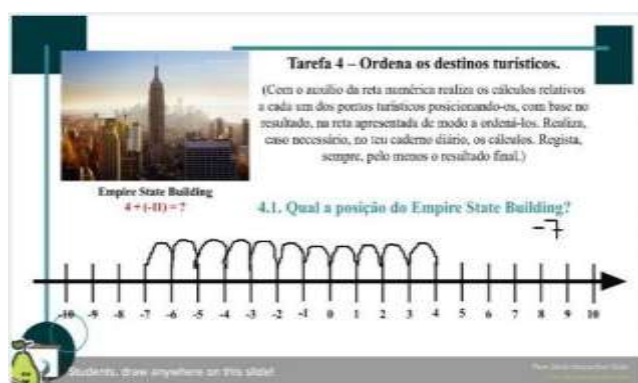 Tarefa 4 – Ordena os destinos turísticos.
(Com o auxílio da reta numérica realiza os cálculos relativos
a cada um dos pontos turísticos posicionando-os, com base no
resultado, na reta apresentada de modo a ordená-los. Realiza,
caso necessário, no teu caderno diário, os cálculos. Regista,
sempre, pelo menos o resultado final.)
Empire State Building
4 + (-11) = ?
4.1. Qual a posição do Empire State Building?
-7
-10 -9 -8 -7 -6 -5 -4 -3 -2 -1 0 1 2 3 4 5 6 7 8 9 10
Students, draw anywhere on this slide!